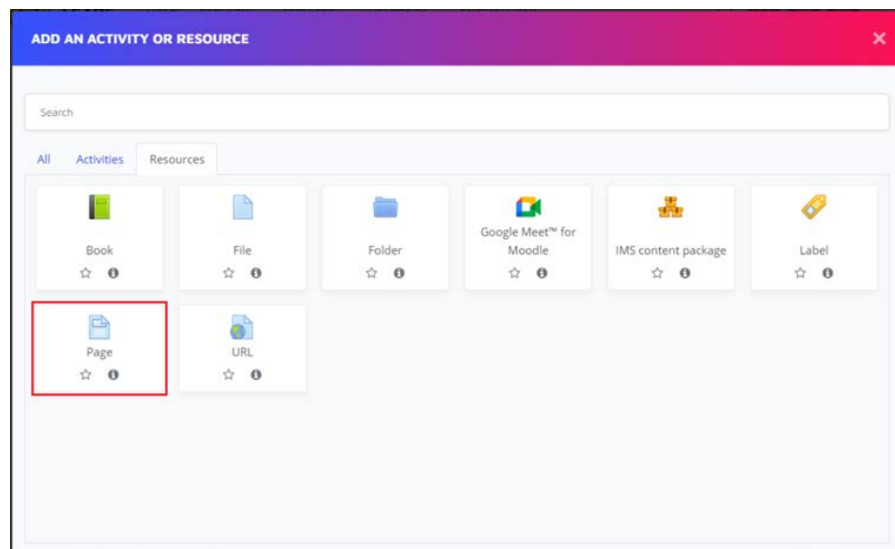 ADD AN ACTIVITY OR RESOURCE
Search
All Activities Resources
Book
File
Folder
Google Meet™ for
Moodle
IMS content package
Label
Page
URL